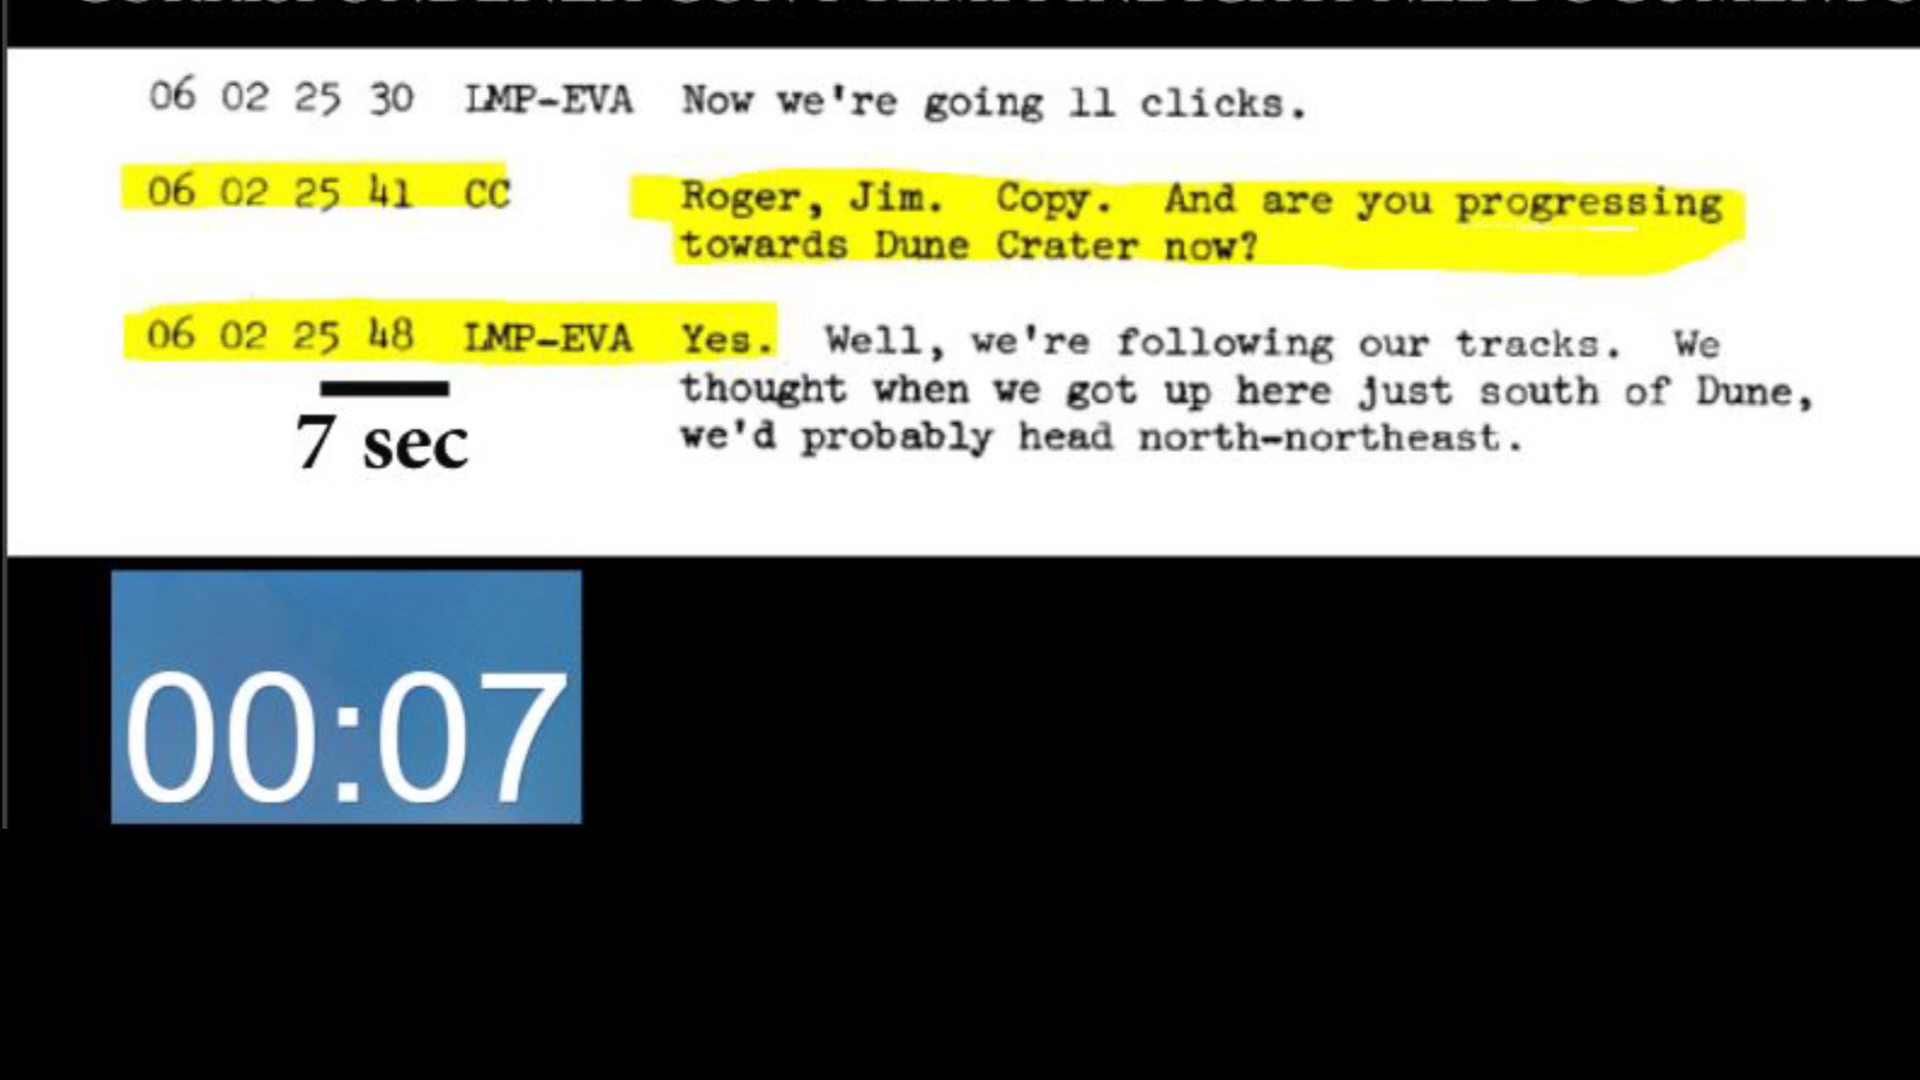 06 02 25 30 LMP-EVA Now we're going 11 clicks.
06 02 25 41 CC Roger, Jim. Copy. And are you progressing
towards Dune Crater now?
06 02 25 48 LMP-EVA Yes. Well, we're following our tracks. We
thought when we got up here just south of Dune,
we'd probably head north-northeast.
7 sec
00:07